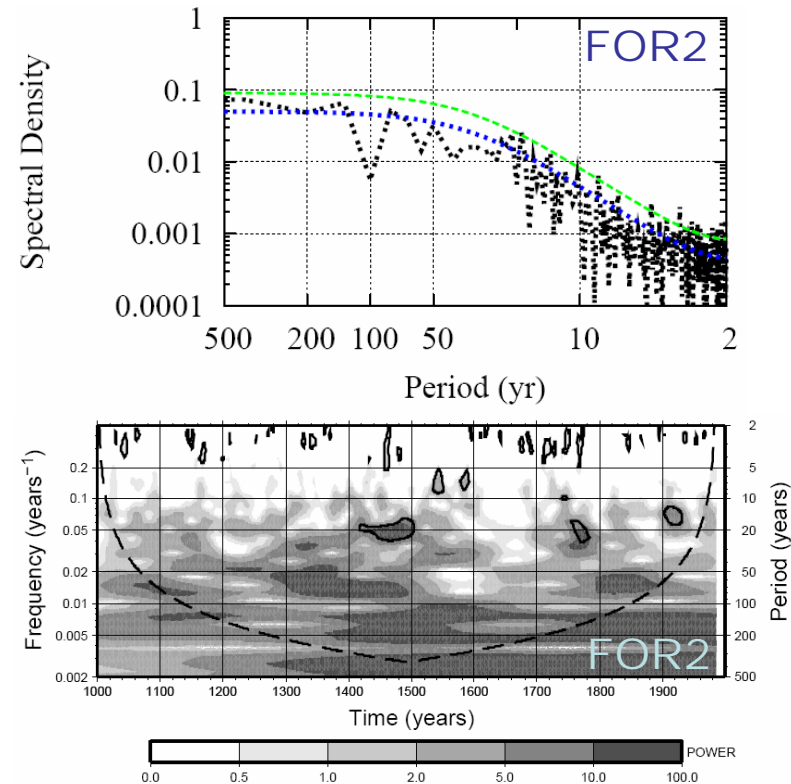 FOR2
Spectral Density
1
0.1
0.01
0.001
0.0001
500 200 100 50 10 2
Period (yr)
Frequency (years⁻¹)
0.2
0.1
0.05
0.02
0.01
0.005
0.002
2
5
10
20
50
100
200
500
Period (years)
FOR2
1000 1100 1200 1300 1400 1500 1600 1700 1800 1900
Time (years)
POWER
0.0 0.5 1.0 2.0 5.0 10.0 100.0